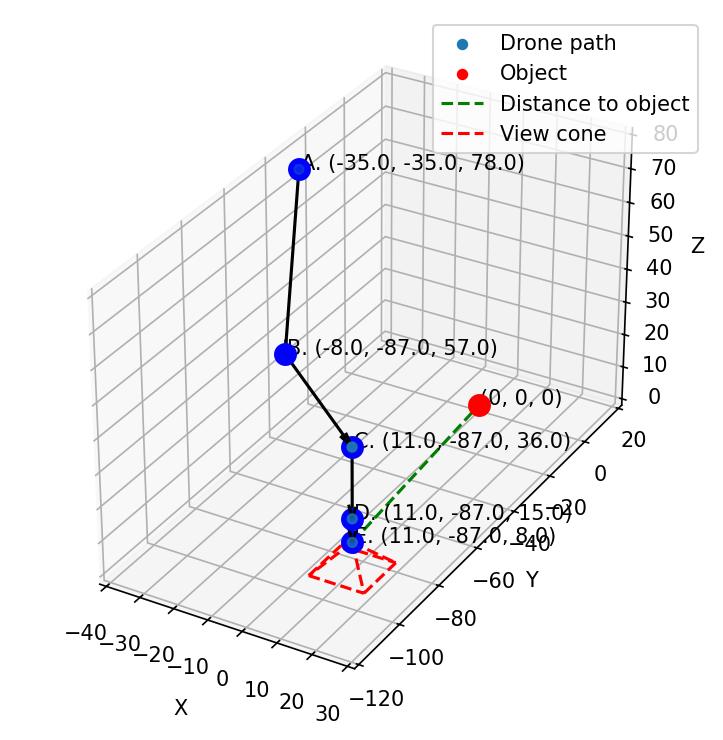 Drone path
Object
Distance to object
View cone
A. (-35.0, -35.0, 78.0)
B. (-8.0, -87.0, 57.0)
(0, 0, 0)
C. (11.0, -87.0, 36.0)
D. (11.0, -87.0, 15.0)
E. (11.0, -87.0, 8.0)
80
70
60
50
40
30
20
10
0
Z
20
0
−20
−40
−60
−80
−100
−120
Y
−40
−30
−20
−10
0
10
20
30
X